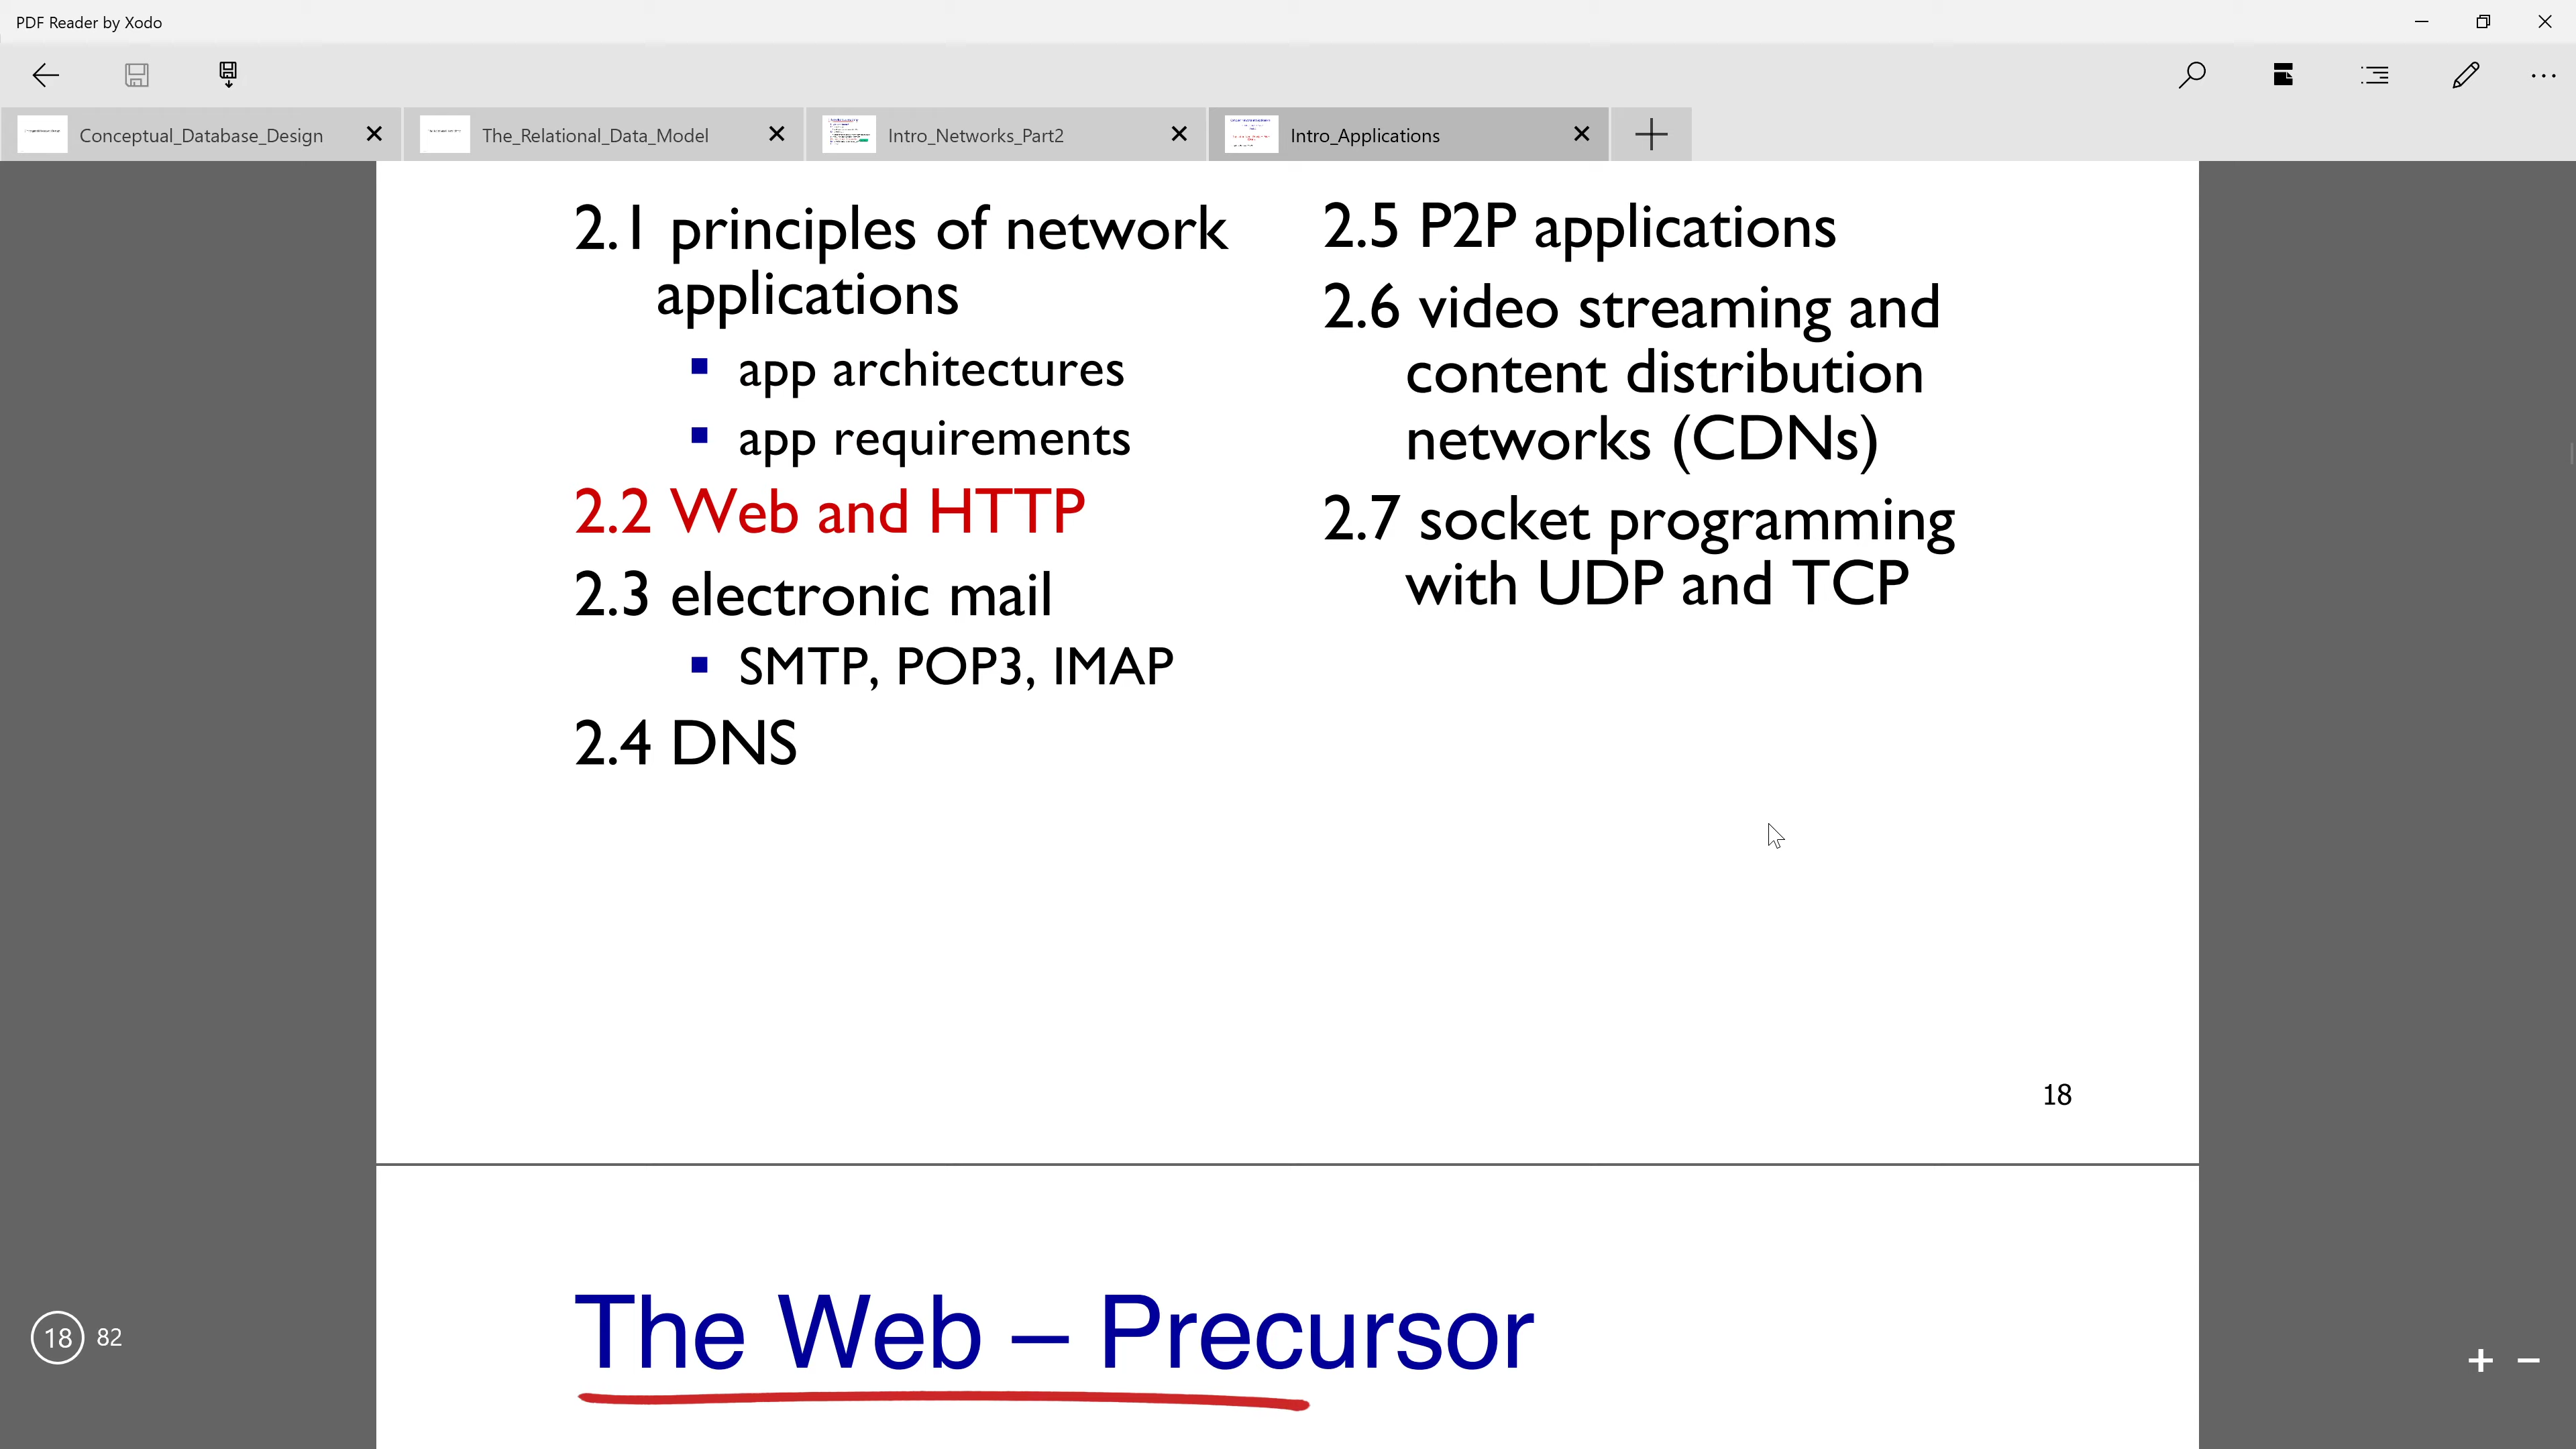 PDF Reader by Xodo
Conceptual_Database_Design
The_Relational_Data_Model
Intro_Networks_Part2
Intro_Applications
2.1 principles of network
applications
app architectures
app requirements
2.2 Web and HTTP
2.3 electronic mail
SMTP, POP3, IMAP
2.4 DNS
2.5 P2P applications
2.6 video streaming and
content distribution
networks (CDNs)
2.7 socket programming
with UDP and TCP
18
The Web – Precursor
18 82